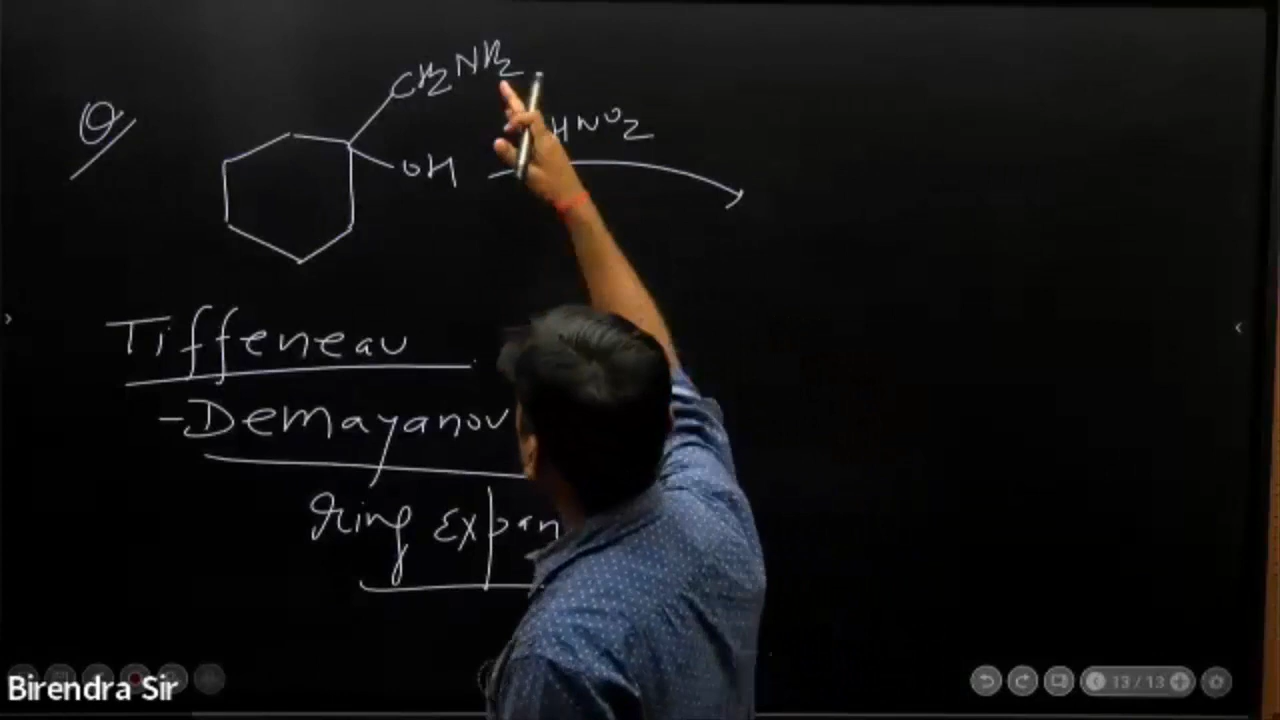 Q
CH2NH2
OH
HNO2
Tiffeneau
-Demayanov
ring expan
Birendra Sir
13/13